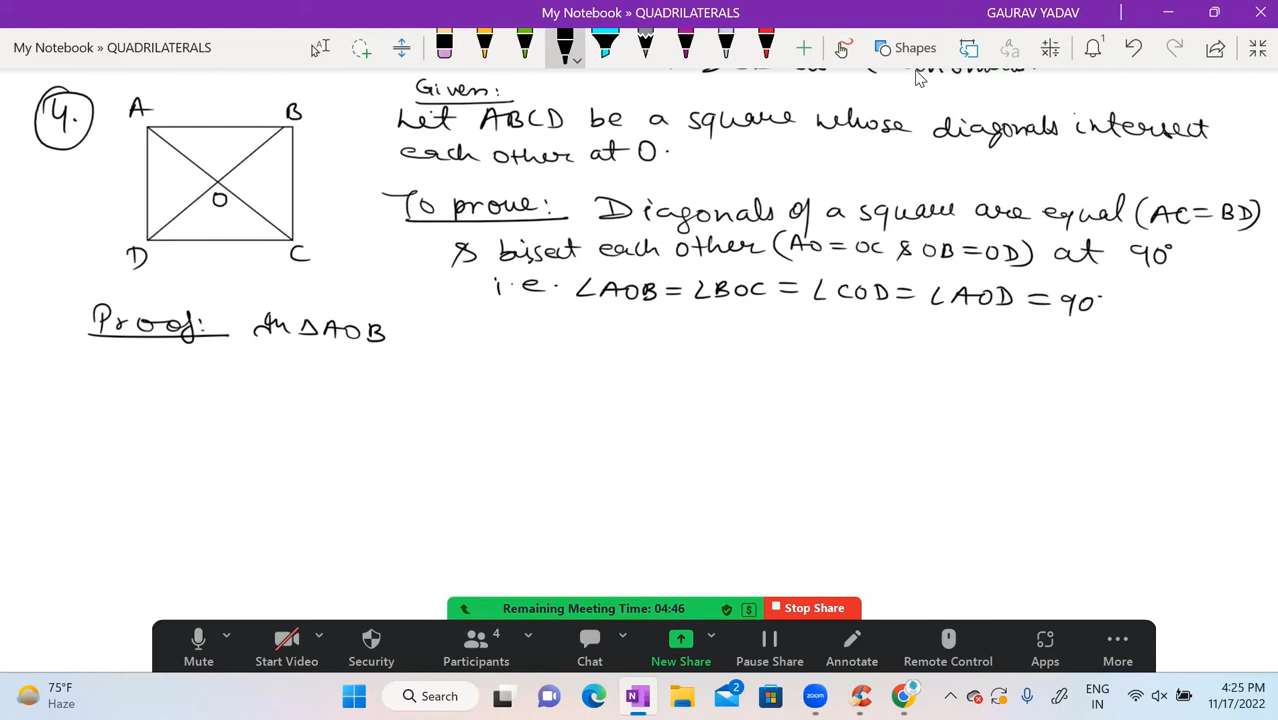 My Notebook » QUADRILATERALS
GAURAV YADAV
My Notebook » QUADRILATERALS
Shapes
Given:
4.
A
B
O
D
C
Let ABCD be a square whose diagonals intersect
each other at O.
To prove: Diagonals of a square are equal (AC=BD)
& bisect each other (AO=OC & OB=OD) at 90°
i.e. ∠AOB = ∠BOC = ∠COD = ∠AOD = 90°
Proof: In ΔAOB
Remaining Meeting Time: 04:46
Stop Share
4
Mute
Start Video
Security
Participants
Chat
New Share
Pause Share
Annotate
Remote Control
Apps
More
75°F
Haze
Search
2
ENG
IN
4:25 PM
11/17/2022